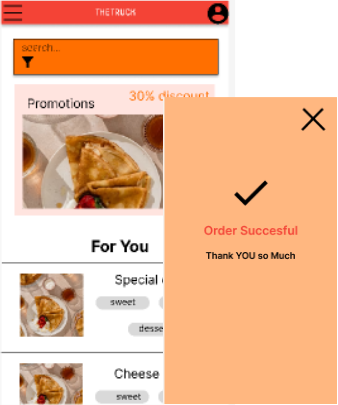 THETRUCK
search...
30% discount
Promotions
For You
Special
sweet
desse
Cheese
sweet
Order Succesful
Thank YOU so Much